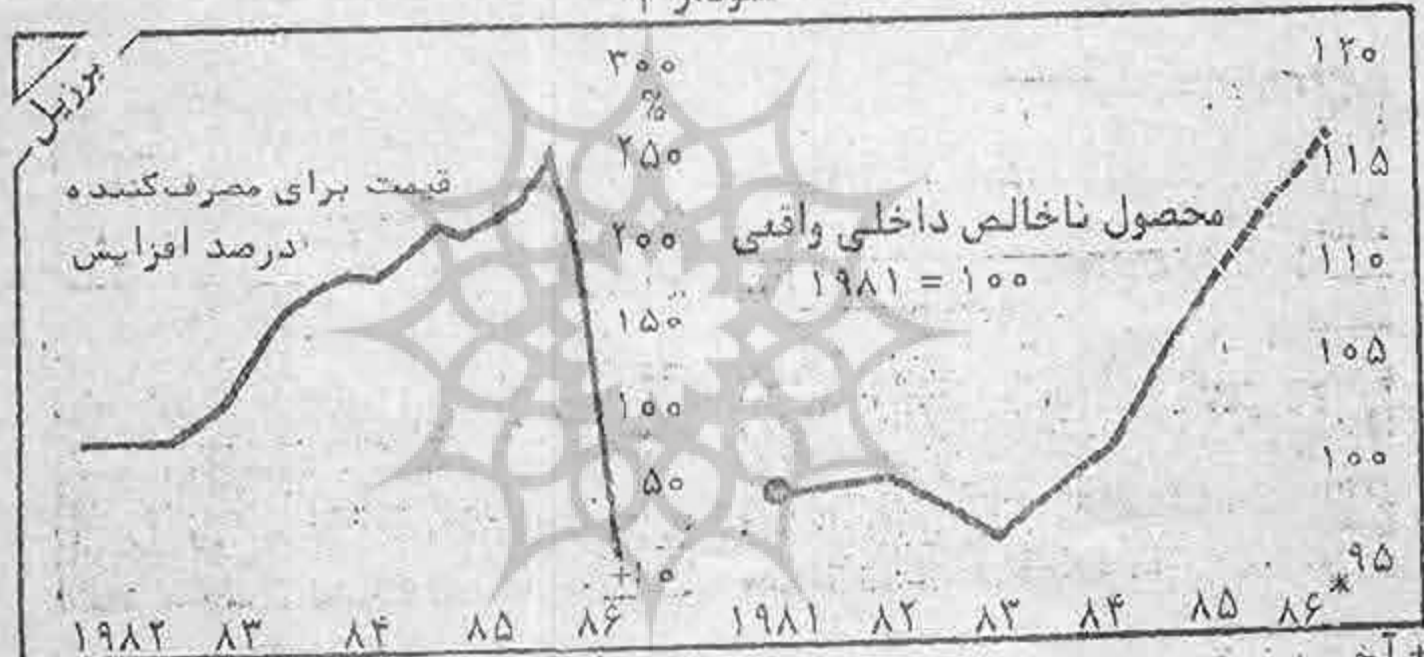 برزیل
قیمت برای مصرف‌کننده
درصد افزایش
۳۰۰
%
۲۵۰
۲۰۰
۱۵۰
۱۰۰
۵۰
+
۰
۱۹۸۲ ۸۳ ۸۴ ۸۵ ۸۶
محصول ناخالص داخلی واقعی
۱۹۸۱ = ۱۰۰
۱۲۰
۱۱۵
۱۱۰
۱۰۵
۱۰۰
۹۵
۱۹۸۱ ۸۲ ۸۳ ۸۴ ۸۵ ۸۶*